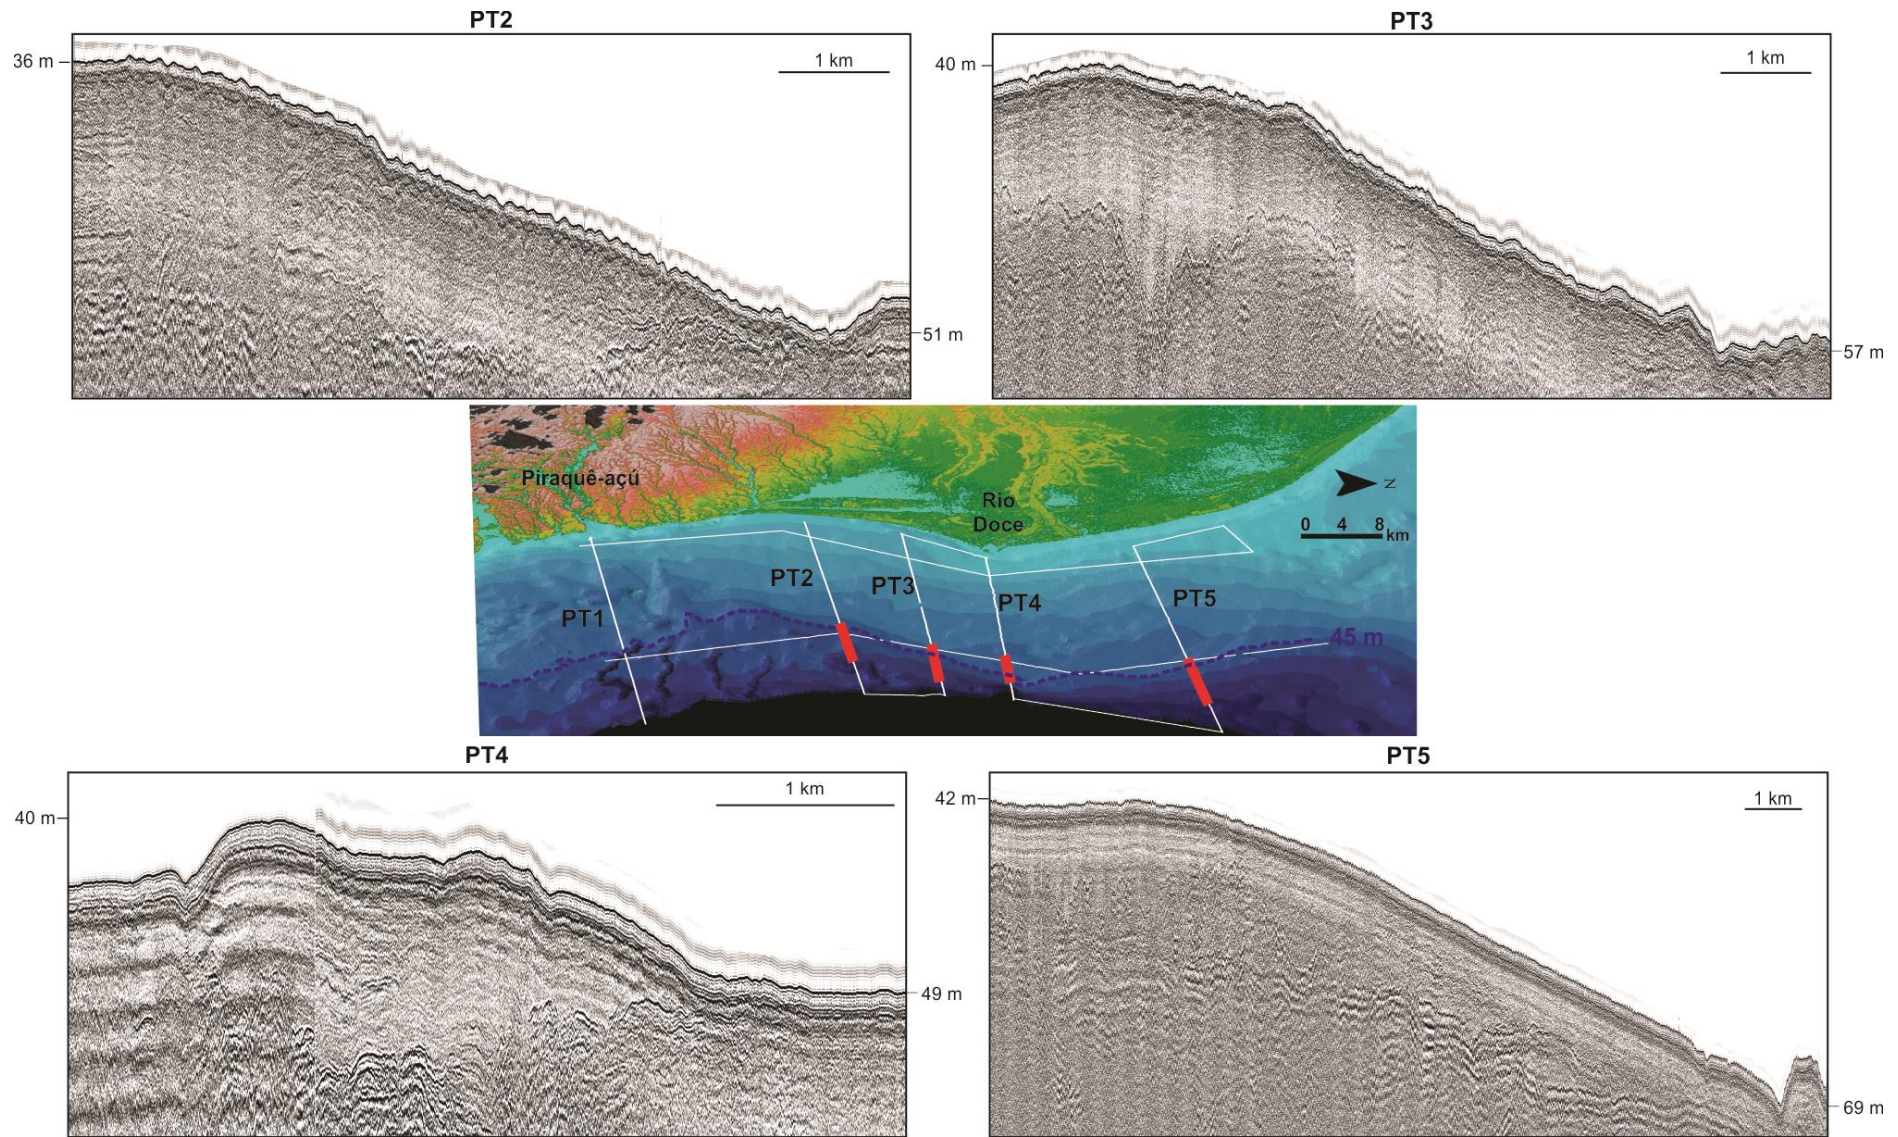 PT2
36 m
1 km
51 m
PT3
40 m
1 km
57 m
Piraquê-açú
Rio
Doce
N
0 4 8
km
PT1
PT2
PT3
PT4
PT5
45 m
PT4
40 m
1 km
49 m
PT5
42 m
1 km
69 m